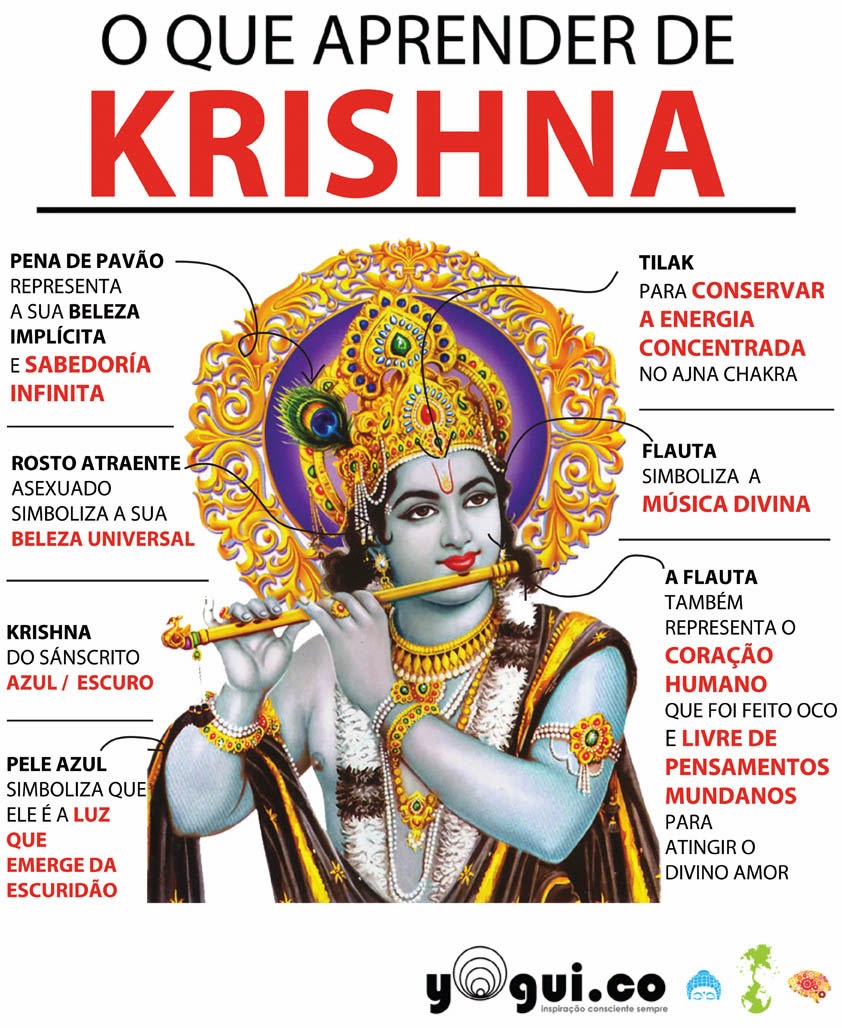 O QUE APRENDER DE
KRISHNA
PENA DE PAVÃO
REPRESENTA
A SUA BELEZA
IMPLÍCITA
E SABEDORÍA
INFINITA
ROSTO ATRAENTE
ASEXUADO
SIMBOLIZA A SUA
BELEZA UNIVERSAL
KRISHNA
DO SÁNSCRITO
AZUL / ESCURO
PELE AZUL
SIMBOLIZA QUE
ELE É A LUZ
QUE
EMERGE DA
ESCURIDÃO
TILAK
PARA CONSERVAR
A ENERGIA
CONCENTRADA
NO AJNA CHAKRA
FLAUTA
SIMBOLIZA A
MÚSICA DIVINA
A FLAUTA
TAMBÉM
REPRESENTA O
CORAÇÃO
HUMANO
QUE FOI FEITO OCO
E LIVRE DE
PENSAMENTOS
MUNDANOS
PARA
ATINGIR O
DIVINO AMOR
yogui.co
inspiração consciente sempre